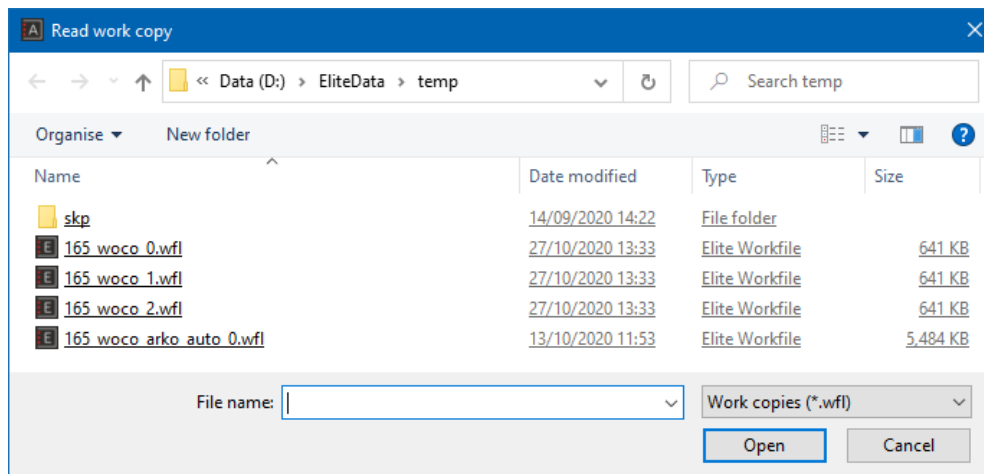 Read work copy
« Data (D:) › EliteData › temp Search temp
Organise New folder
Name Date modified Type Size
skp 14/09/2020 14:22 File folder
165_woco_0.wfl 27/10/2020 13:33 Elite Workfile 641 KB
165_woco_1.wfl 27/10/2020 13:33 Elite Workfile 641 KB
165_woco_2.wfl 27/10/2020 13:33 Elite Workfile 641 KB
165_woco_arko_auto_0.wfl 13/10/2020 11:53 Elite Workfile 5,484 KB
File name: Work copies (*.wfl)
Open Cancel